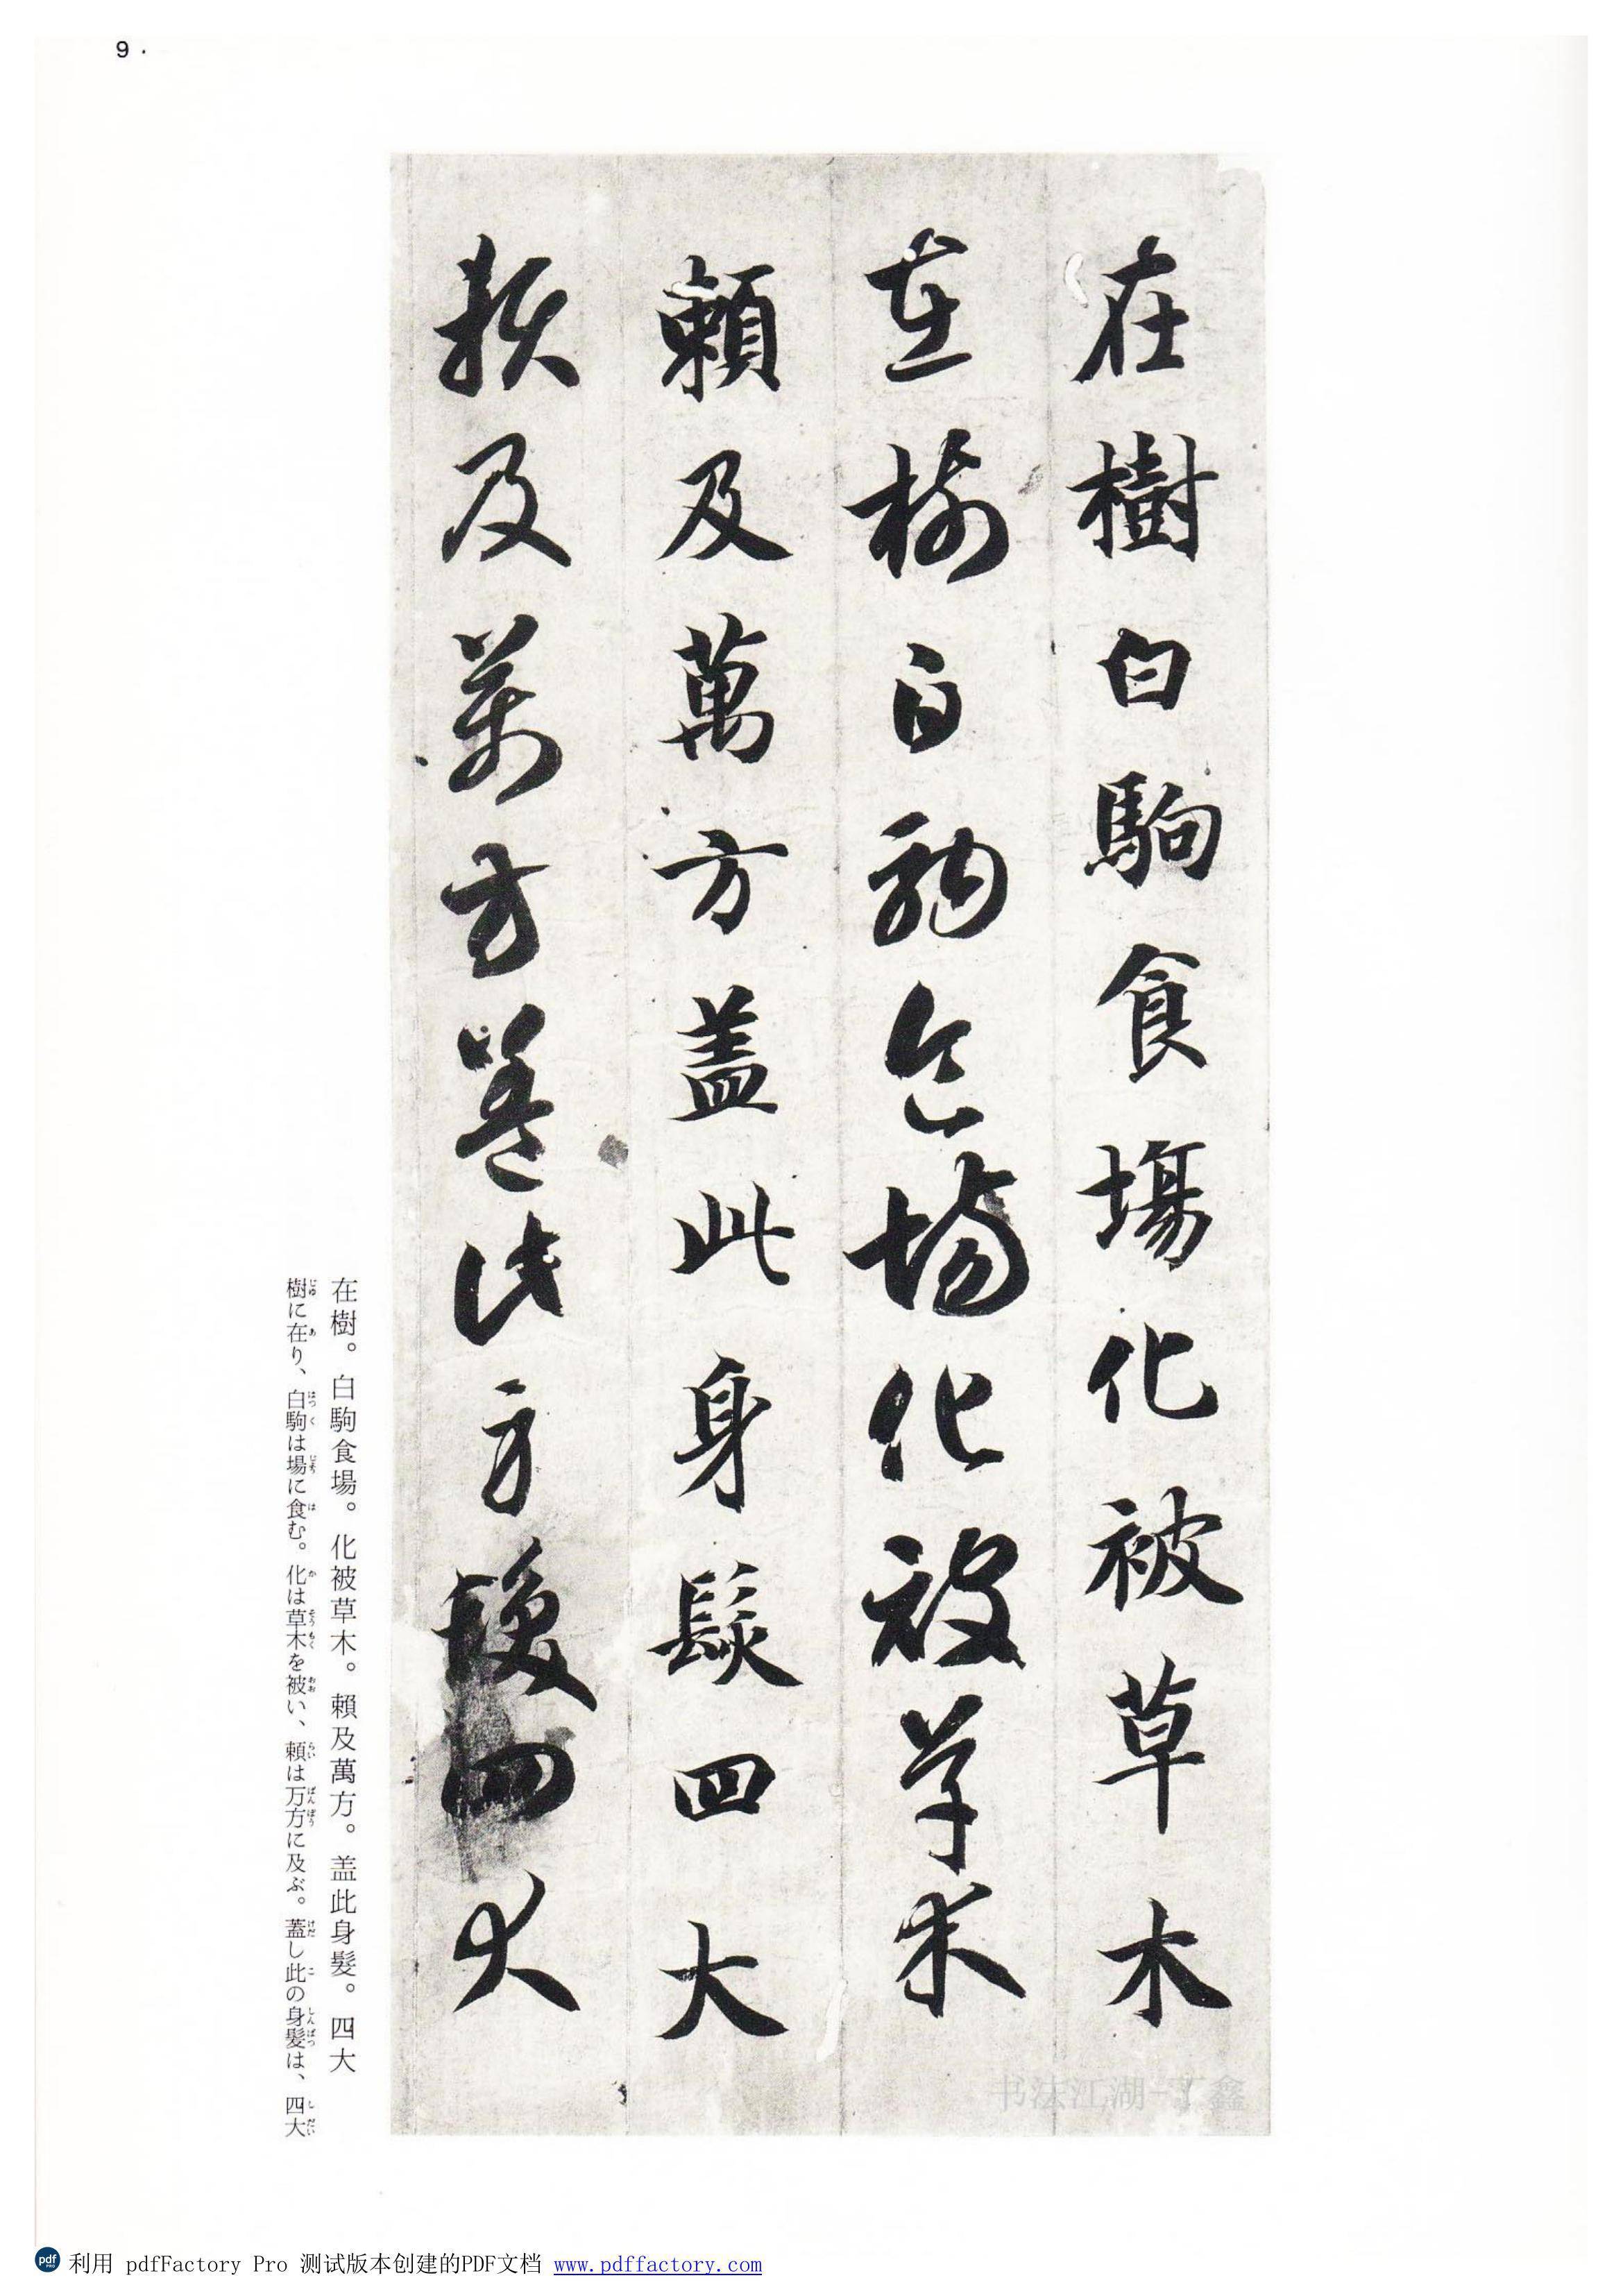 9 ·
在樹白駒食塲化被草木
在樹白駒食場化被草木
賴及萬方盖此身髮四大
賴及萬方盖此身髮四大
在樹。白駒食場。化被草木。賴及萬方。盖此身髮。四大
樹に在り、白駒は場に食む。化は草木を被い、頼は万方に及ぶ。蓋し此の身髪は、四大
书法江湖-丁鑫
利用 pdfFactory Pro 测试版本创建的PDF文档 www.pdffactory.com